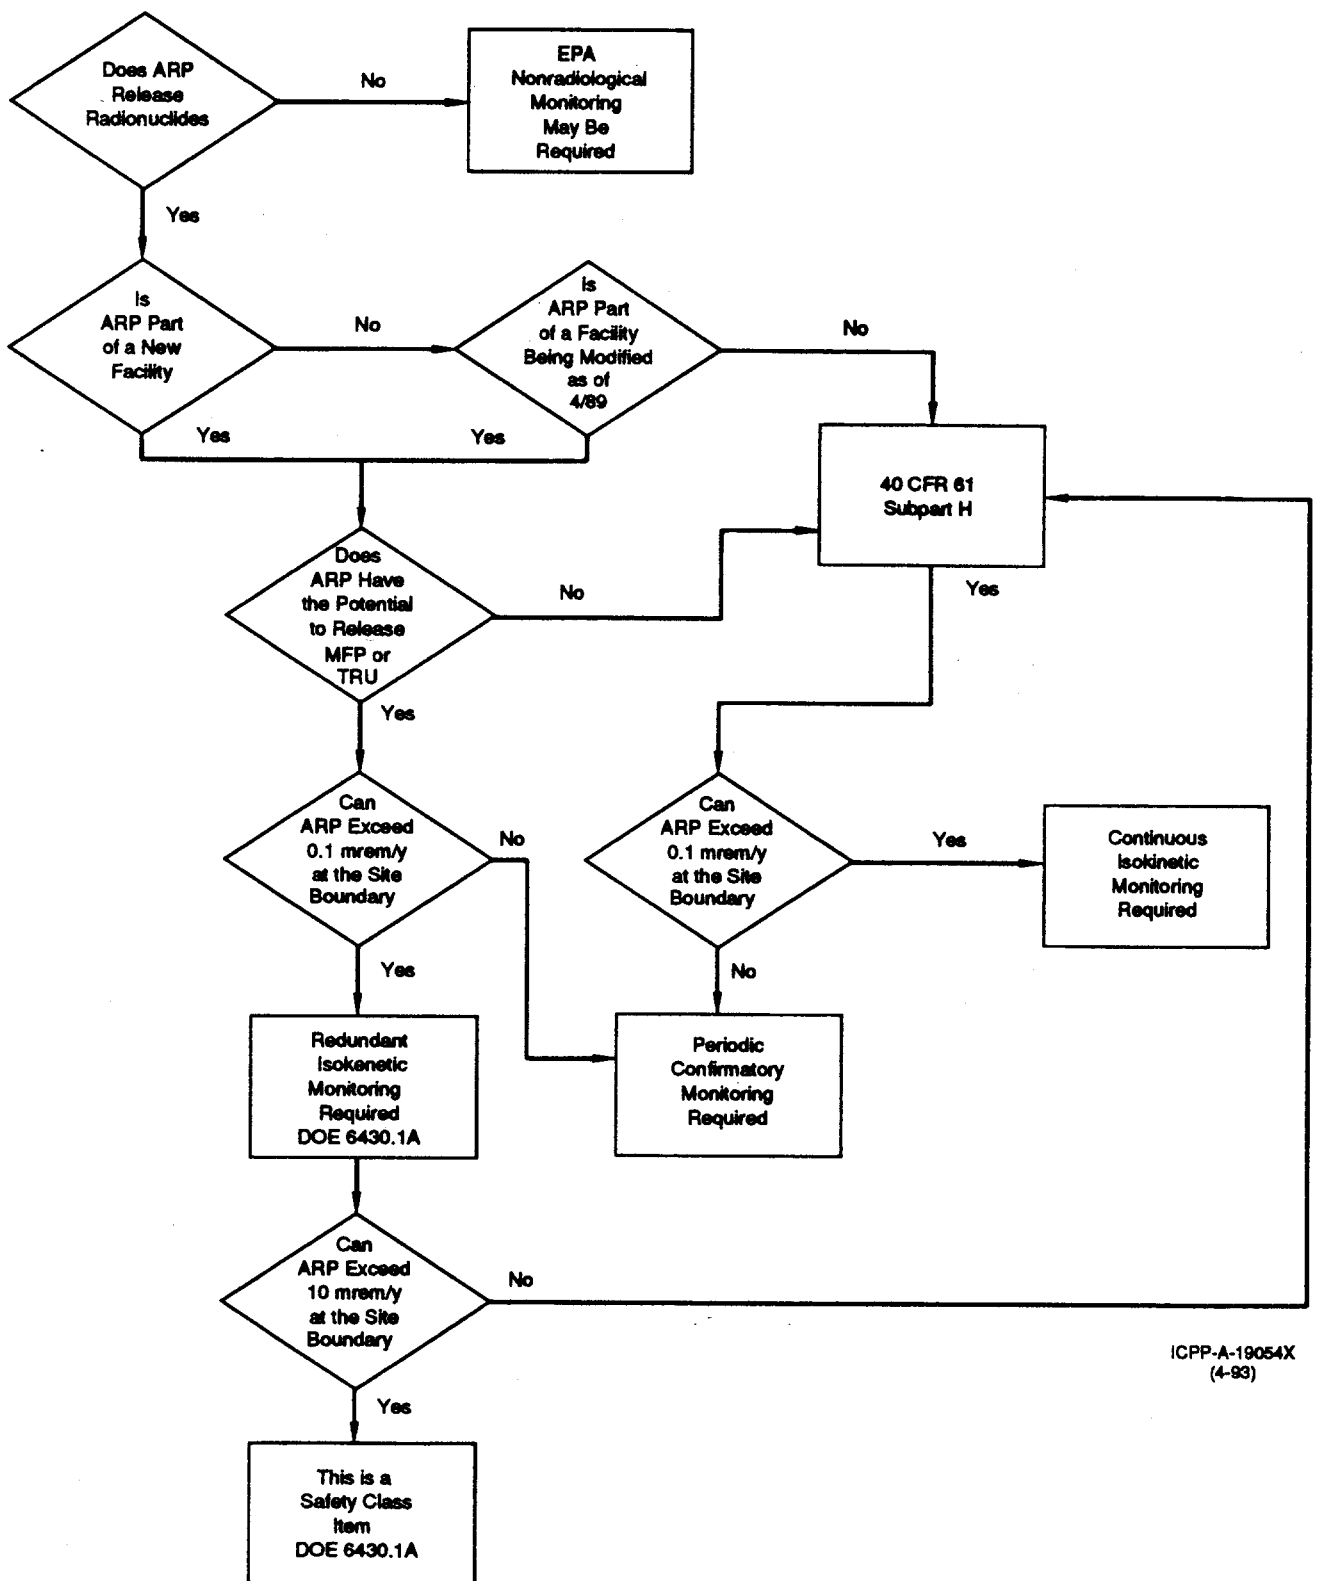 Does ARP
Release
Radionuclides
No
EPA
Nonradiological
Monitoring
May Be
Required
Yes
Is
ARP Part
of a New
Facility
No
Is
ARP Part
of a Facility
Being Modified
as of
4/89
No
Yes
Yes
40 CFR 61
Subpart H
Does
ARP Have
the Potential
to Release
MFP or
TRU
No
Yes
Yes
Can
ARP Exceed
0.1 mrem/y
at the Site
Boundary
No
Can
ARP Exceed
0.1 mrem/y
at the Site
Boundary
Yes
Continuous
Isokinetic
Monitoring
Required
Yes
No
Redundant
Isokenetic
Monitoring
Required
DOE 6430.1A
Periodic
Confirmatory
Monitoring
Required
Can
ARP Exceed
10 mrem/y
at the Site
Boundary
No
Yes
This is a
Safety Class
Item
DOE 6430.1A
ICPP-A-19054X
(4-93)